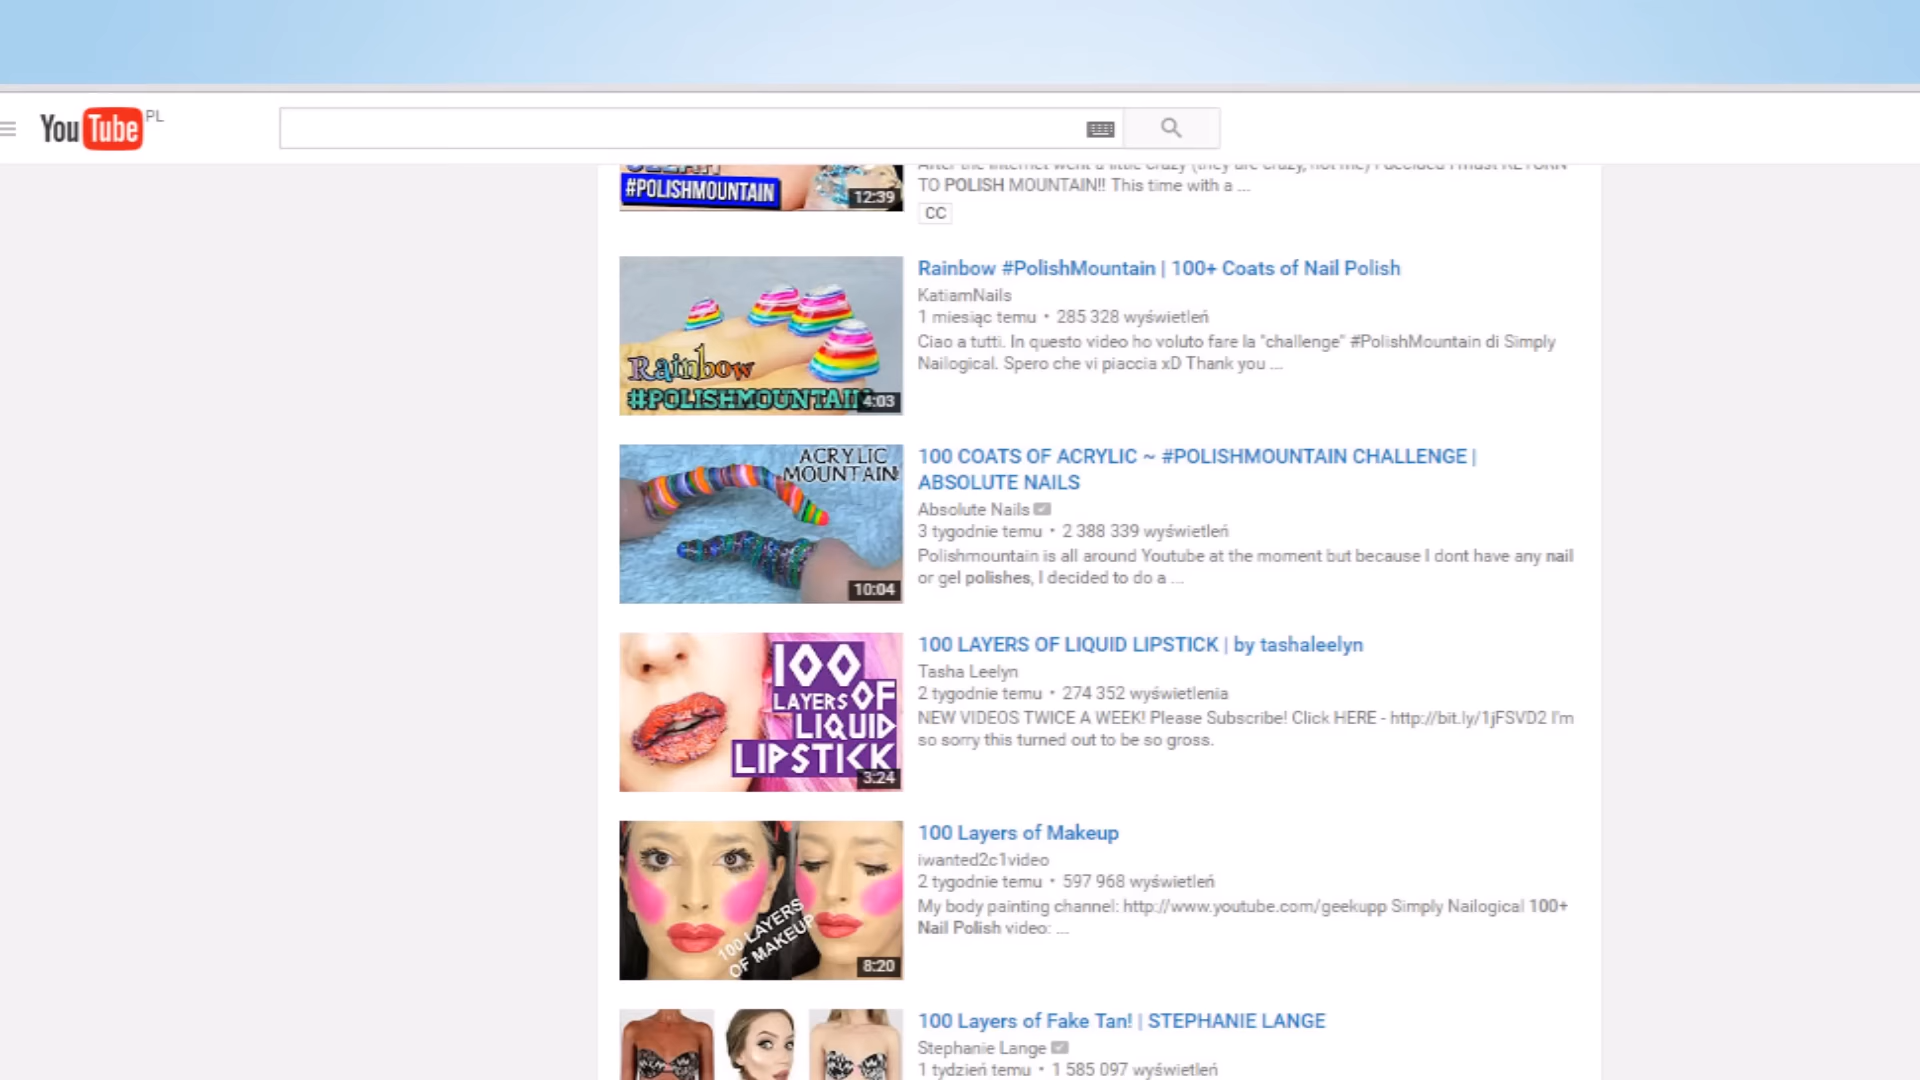 YouTube PL
#POLISHMOUNTAIN
12:39
TO POLISH MOUNTAIN!! This time with a ...
CC
Rainbow
#POLISHMOUNTAIN
4:03
Rainbow #PolishMountain | 100+ Coats of Nail Polish
KatiamNails
1 miesiąc temu • 285 328 wyświetleń
Ciao a tutti. In questo video ho voluto fare la "challenge" #PolishMountain di Simply
Nailogical. Spero che vi piaccia xD Thank you ...
ACRYLIC
MOUNTAIN
10:04
100 COATS OF ACRYLIC ~ #POLISHMOUNTAIN CHALLENGE |
ABSOLUTE NAILS
Absolute Nails
3 tygodnie temu • 2 388 339 wyświetleń
Polishmountain is all around Youtube at the moment but because I dont have any nail
or gel polishes, I decided to do a ...
100
LAYERS OF
LIQUID
LIPSTICK
3:24
100 LAYERS OF LIQUID LIPSTICK | by tashaleelyn
Tasha Leelyn
2 tygodnie temu • 274 352 wyświetlenia
NEW VIDEOS TWICE A WEEK! Please Subscribe! Click HERE - http://bit.ly/1jFSVD2 I'm
so sorry this turned out to be so gross.
100 LAYERS
OF MAKEUP
8:20
100 Layers of Makeup
iwanted2c1video
2 tygodnie temu • 597 968 wyświetleń
My body painting channel: http://www.youtube.com/geekupp Simply Nailogical 100+
Nail Polish video: ...
100 Layers of Fake Tan! | STEPHANIE LANGE
Stephanie Lange
1 tydzień temu • 1 585 097 wyświetleń